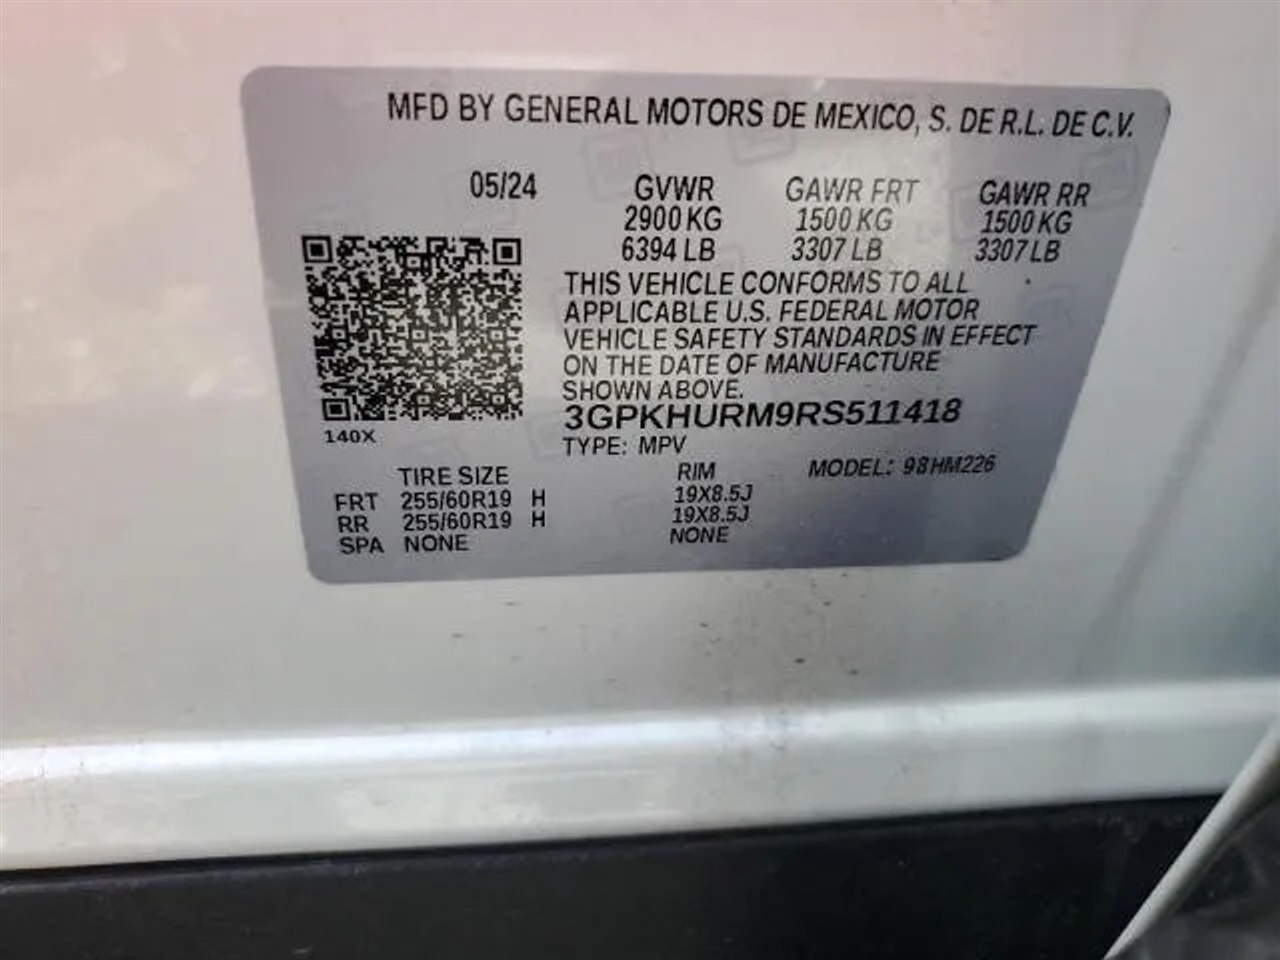 MFD BY GENERAL MOTORS DE MEXICO, S. DE R.L. DE C.V.
05/24 GVWR GAWR FRT GAWR RR
2900 KG 1500 KG 1500 KG
6394 LB 3307 LB 3307 LB
THIS VEHICLE CONFORMS TO ALL
APPLICABLE U.S. FEDERAL MOTOR
VEHICLE SAFETY STANDARDS IN EFFECT
ON THE DATE OF MANUFACTURE
SHOWN ABOVE.
3GPKHURM9RS511418
140X
TYPE: MPV
TIRE SIZE RIM MODEL: 98HM226
FRT 255/60R19 H 19X8.5J
RR 255/60R19 H 19X8.5J
SPA NONE NONE